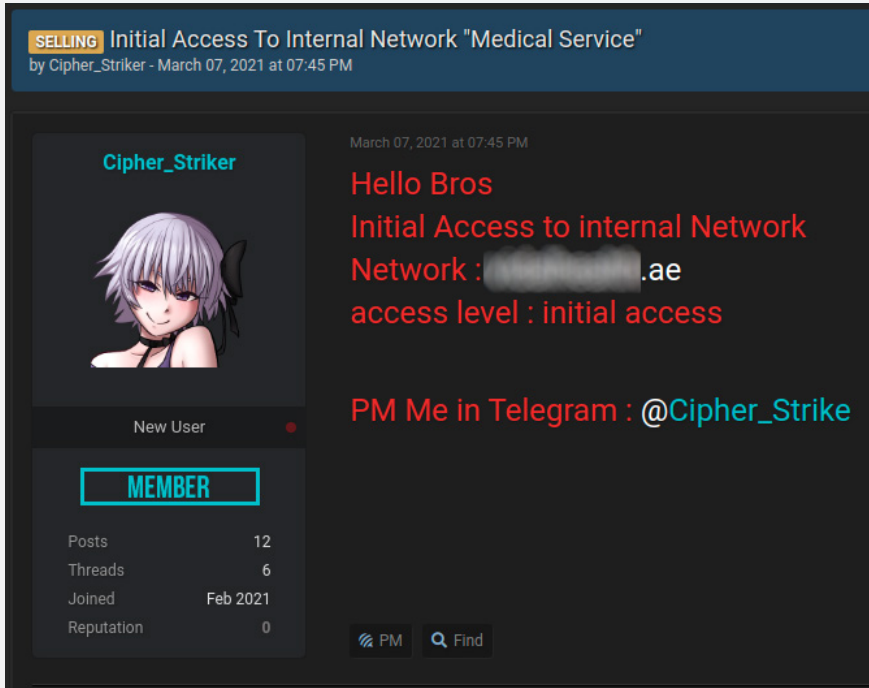 SELLING Initial Access To Internal Network "Medical Service"
by Cipher_Striker - March 07, 2021 at 07:45 PM
Cipher_Striker
New User
MEMBER
Posts 12
Threads 6
Joined Feb 2021
Reputation 0
March 07, 2021 at 07:45 PM
Hello Bros
Initial Access to internal Network
Network : .ae
access level : initial access
PM Me in Telegram : @Cipher_Strike
PM Find